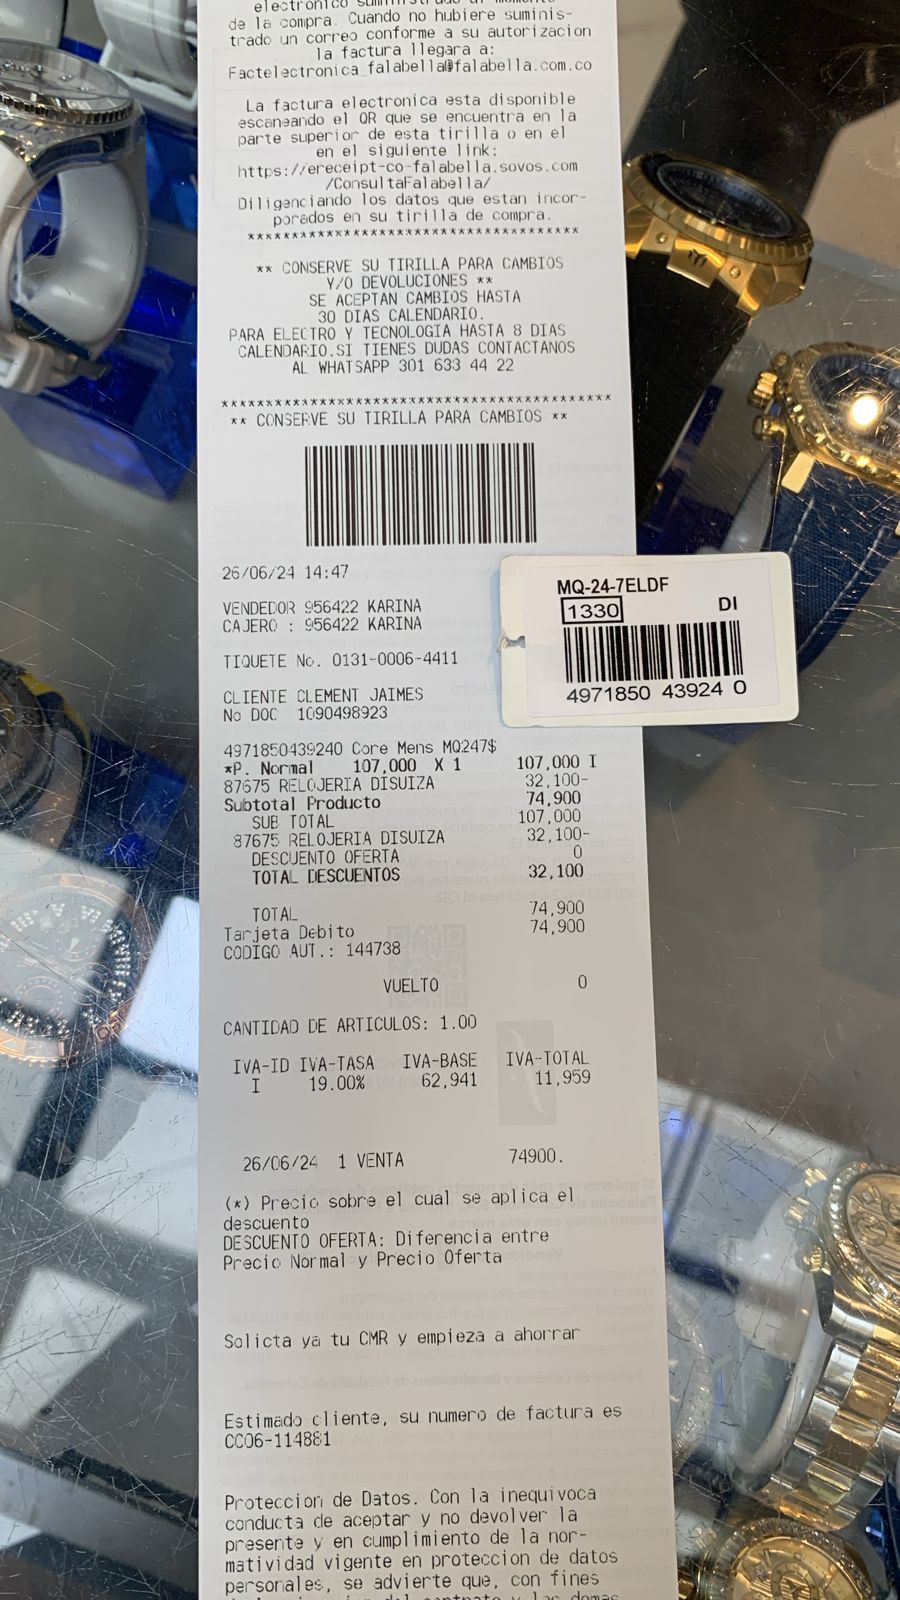 electronico suministrado al momento
de la compra. Cuando no hubiere suminis-
trado un correo conforme a su autorizacion
la factura llegara a:
Factelectronica_falabella@falabella.com.co
La factura electronica esta disponible
escaneando el QR que se encuentra en la
parte superior de esta tirilla o en el
en el siguiente link:
https://ereceipt-co-falabella.sovos.com
/ConsultaFalabella/
Diligenciando los datos que estan incor-
porados en su tirilla de compra.
***************************************
** CONSERVE SU TIRILLA PARA CAMBIOS
Y/O DEVOLUCIONES **
SE ACEPTAN CAMBIOS HASTA
30 DIAS CALENDARIO.
PARA ELECTRO Y TECNOLOGIA HASTA 8 DIAS
CALENDARIO.SI TIENES DUDAS CONTACTANOS
AL WHATSAPP 301 633 44 22
******************************************
** CONSERVE SU TIRILLA PARA CAMBIOS **
26/06/24 14:47
VENDEDOR 956422 KARINA
CAJERO : 956422 KARINA
TIQUETE No. 0131-0006-4411
CLIENTE CLEMENT JAIMES
No DOC 1090498923
MQ-24-7ELDF
1330 DI
4971850 43924 0
4971850439240 Core Mens MQ247$
*P. Normal 107,000 X 1 107,000 I
87675 RELOJERIA DISUIZA 32,100-
Subtotal Producto 74,900
SUB TOTAL 107,000
87675 RELOJERIA DISUIZA 32,100-
DESCUENTO OFERTA 0
TOTAL DESCUENTOS 32,100
TOTAL 74,900
Tarjeta Debito 74,900
CODIGO AUT.: 144738
VUELTO 0
CANTIDAD DE ARTICULOS: 1.00
IVA-ID IVA-TASA IVA-BASE IVA-TOTAL
I 19.00% 62,941 11,959
26/06/24 1 VENTA 74900.
(*) Precio sobre el cual se aplica el
descuento
DESCUENTO OFERTA: Diferencia entre
Precio Normal y Precio Oferta
Solicta ya tu CMR y empieza a ahorrar
Estimado cliente, su numero de factura es
CC06-114881
Proteccion de Datos. Con la inequivoca
conducta de aceptar y no devolver la
presente y en cumplimiento de la nor-
matividad vigente en proteccion de datos
personales, se advierte que, con fines